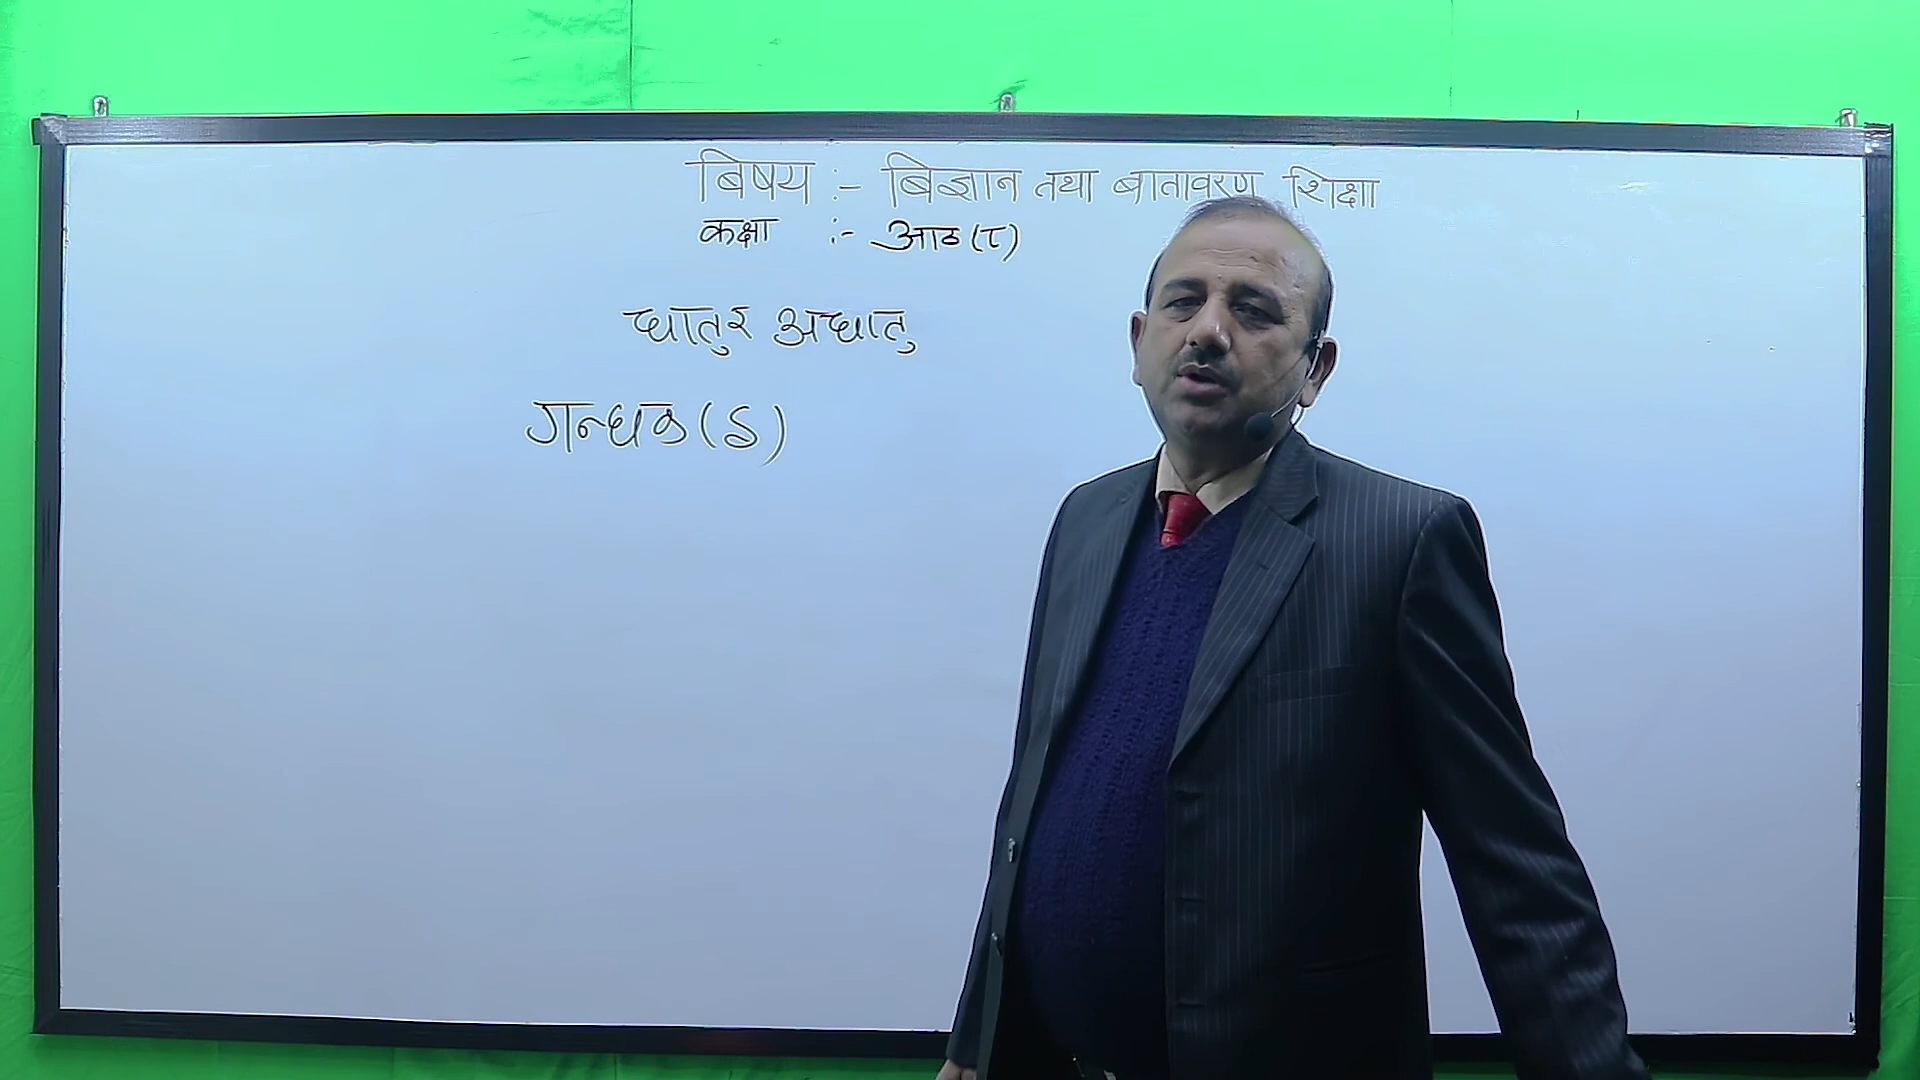 बिषय :- बिज्ञान तथा बातावरण शिक्षा
कक्षा :- आठ (८)
धातु र अधातु
गन्धक (S)